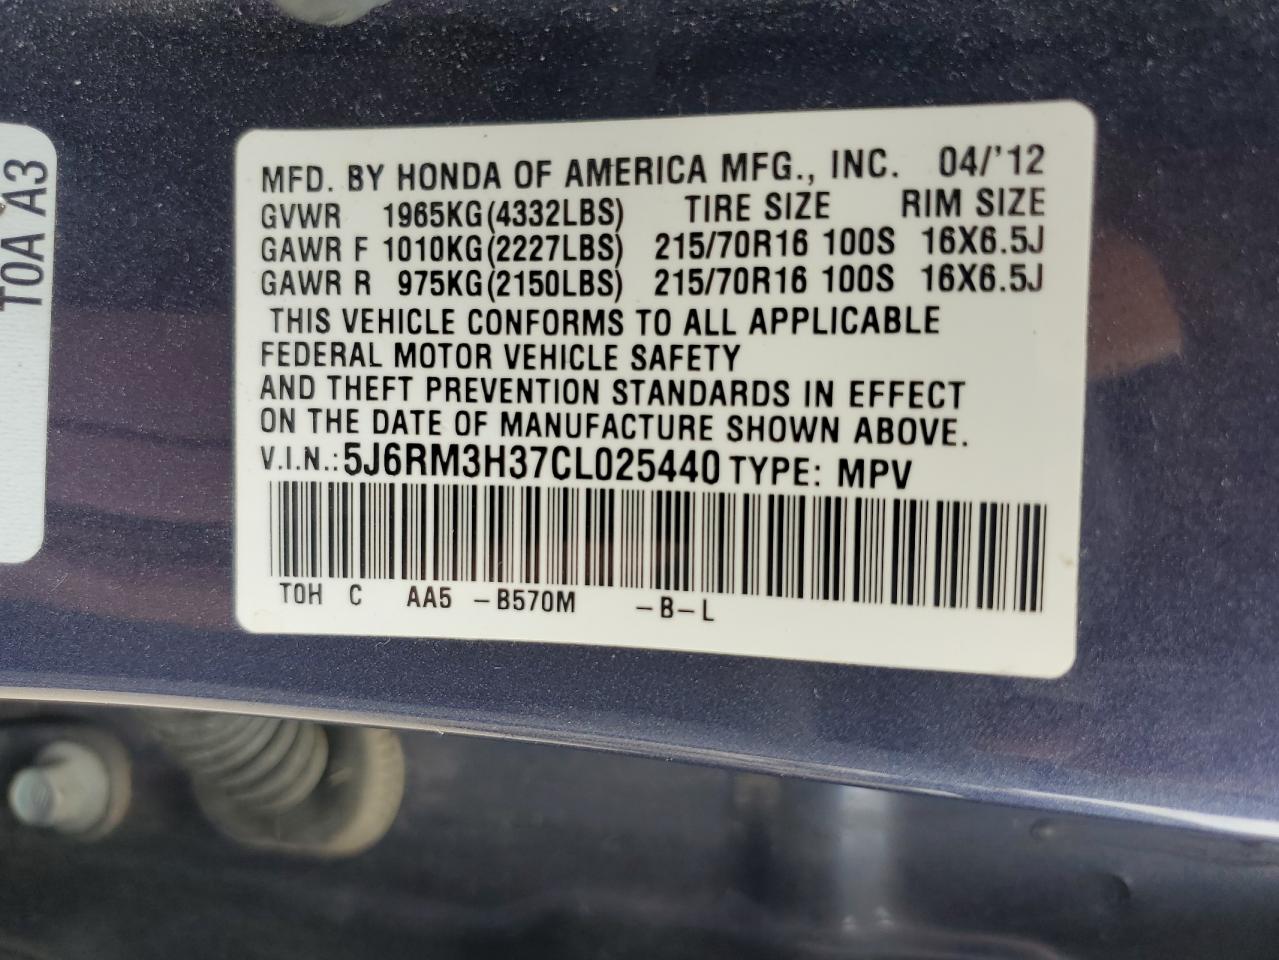 MFD. BY HONDA OF AMERICA MFG., INC. 04/'12
GVWR 1965KG(4332LBS) TIRE SIZE RIM SIZE
GAWR F 1010KG(2227LBS) 215/70R16 100S 16X6.5J
GAWR R 975KG(2150LBS) 215/70R16 100S 16X6.5J
THIS VEHICLE CONFORMS TO ALL APPLICABLE
FEDERAL MOTOR VEHICLE SAFETY
AND THEFT PREVENTION STANDARDS IN EFFECT
ON THE DATE OF MANUFACTURE SHOWN ABOVE.
V.I.N.: 5J6RM3H37CL025440 TYPE: MPV
TOH C AA5 -B570M -B-L
TOA A3